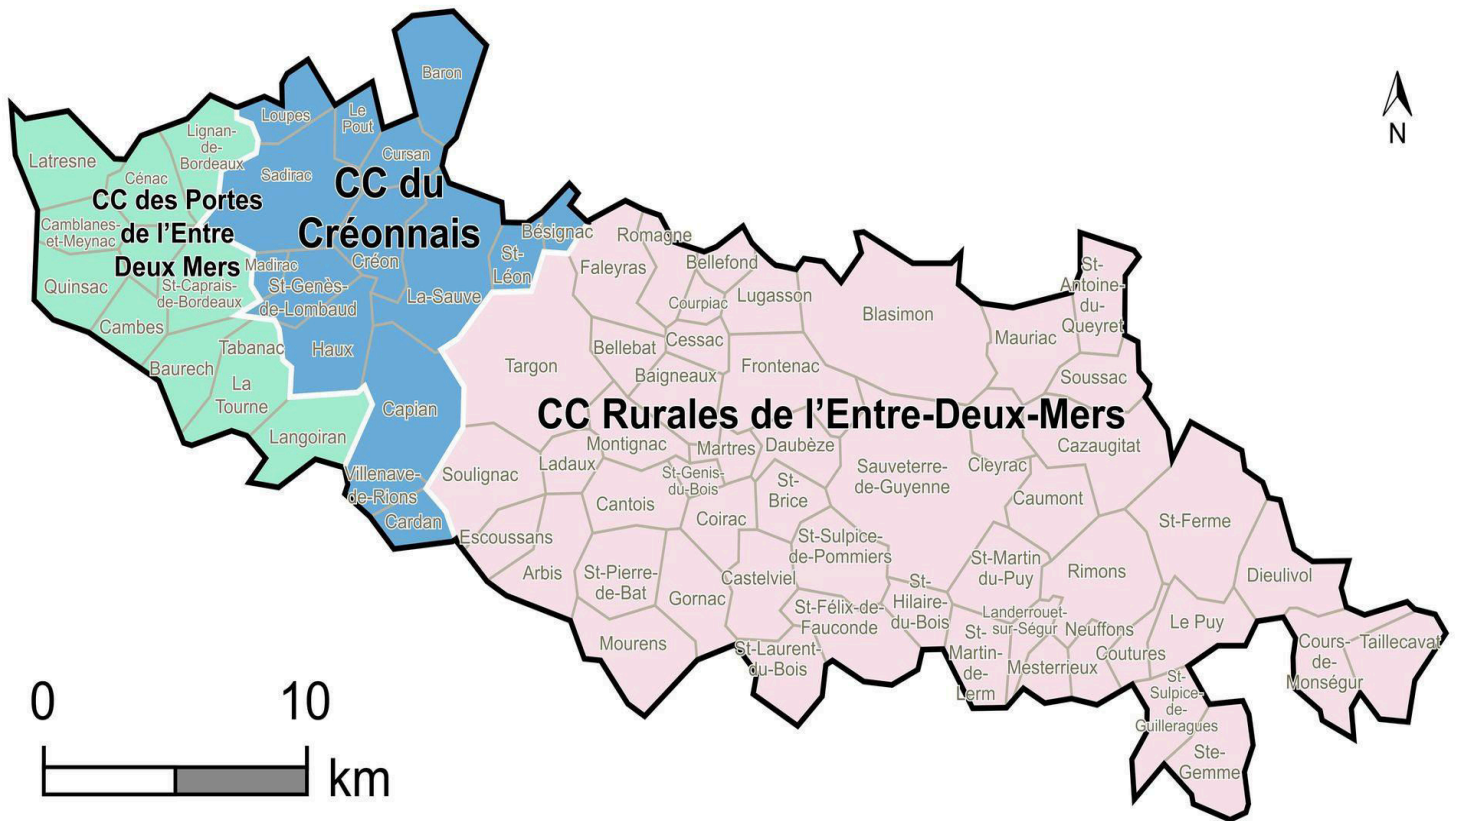 Baron
Loupes
Le
Pout
Lignan-
de-
Bordeaux
Latresne
Cénac
Sadirac
Cursan
CC des Portes
de l'Entre
Deux Mers
CC du
Créonnais
Camblanes-
et-Meynac
Quinsac
St-Caprais-
de-Bordeaux
Madirac
Créon
St-Genès-
de-Lombaud
La-Sauve
St-
Léon
Bésignac
Cambes
Tabanac
Haux
Baurech
La
Tourne
Langoiran
Capian
Villenave-
de-Rions
Cardan
N
Romagne
Faleyras
Bellefond
Courpiac
Lugasson
Blasimon
St-
Antoine-
du-
Queyret
Mauriac
Soussac
Targon
Bellebat
Cessac
Baigneaux
Frontenac
CC Rurales de l'Entre-Deux-Mers
Soulignac
Ladaux
Montignac
Martres
Daubèze
St-Genis-
du-Bois
St-
Brice
Sauveterre-
de-Guyenne
Cleyrac
Cazaugitat
Caumont
Cantois
Coirac
Escoussans
Arbis
St-Pierre-
de-Bat
Gornac
Castelviel
St-Sulpice-
de-Pommiers
St-Félix-de-
Fauconde
St-
Hilaire-
du-Bois
St-Martin
du-Puy
Rimons
St-Ferme
Dieulivol
Mourens
St-Laurent-
du-Bois
St-
Martin-
de-
Lerm
Landerrouet-
sur-Ségur
Mesterrieux
Neuffons
Coutures
Le Puy
St-
Sulpice-
de-
Guilleragues
Ste-
Gemme
Cours-
de-
Monségur
Taillecavat
0 10
km